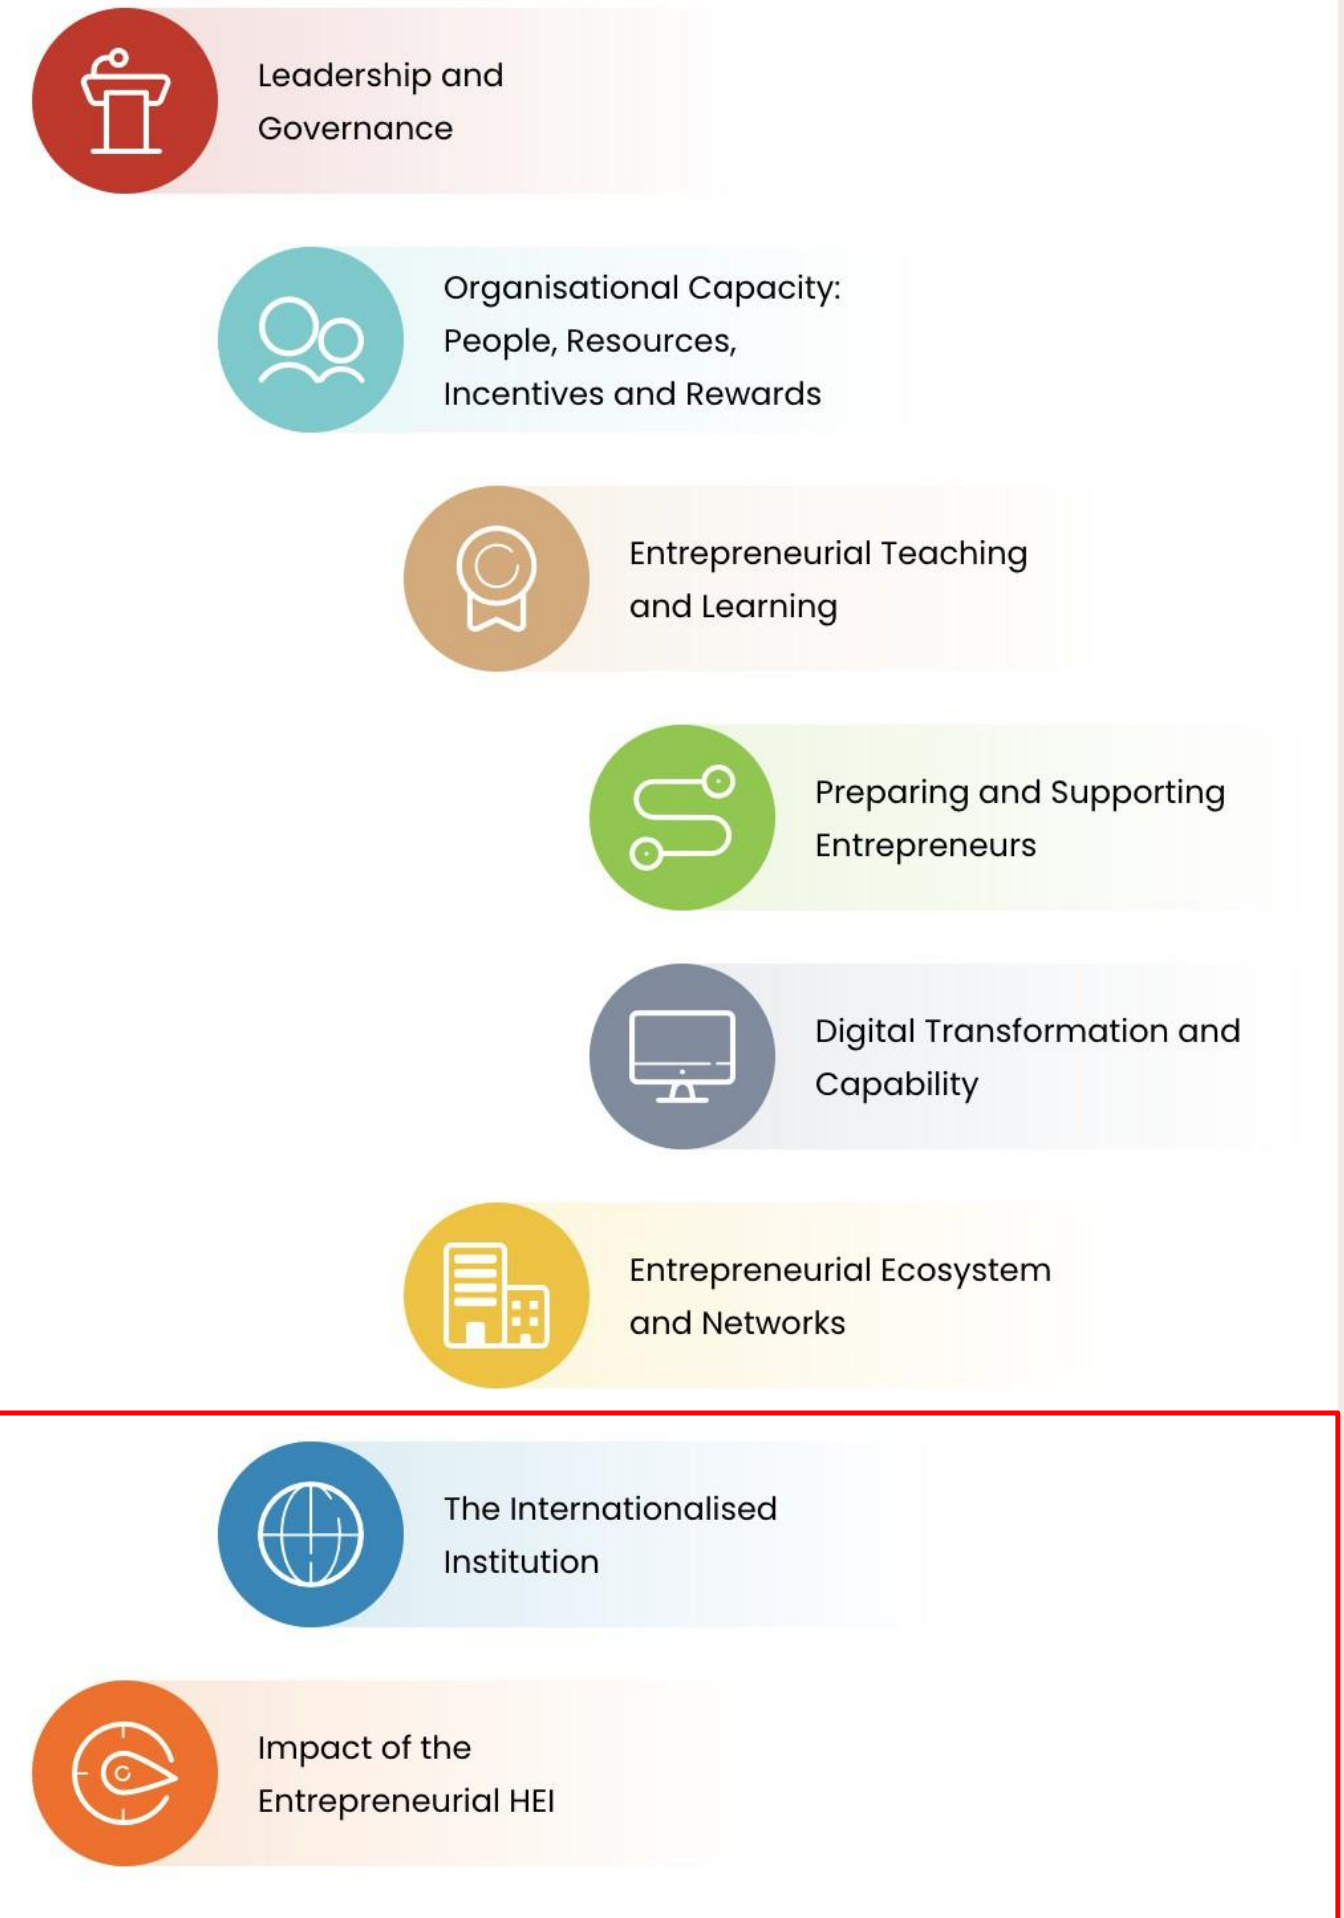 Leadership and
Governance
Organisational Capacity:
People, Resources,
Incentives and Rewards
Entrepreneurial Teaching
and Learning
Preparing and Supporting
Entrepreneurs
Digital Transformation and
Capability
Entrepreneurial Ecosystem
and Networks
The Internationalised
Institution
Impact of the
Entrepreneurial HEI